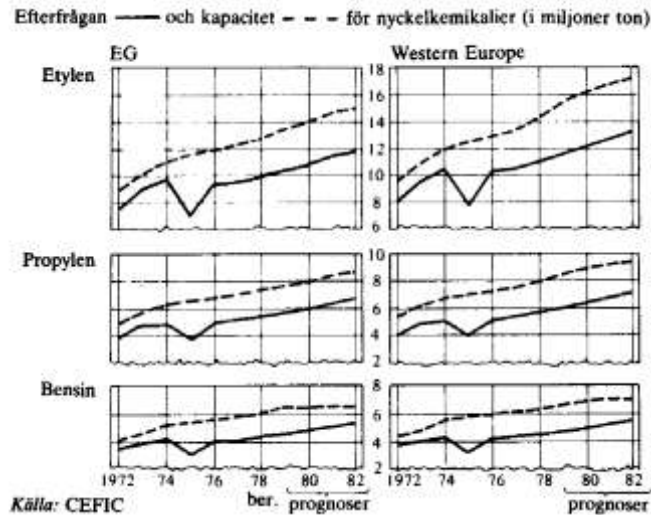 Efterfrågan och kapacitet för nyckelkemikalier (i miljoner ton)
EG Western Europe
Etylen
18
16
14
12
10
8
6
Propylen
10
8
6
4
2
Bensin
8
6
4
2
1972 74 76 78 80 82 1972 74 76 78 80 82
ber. prognoser prognoser
Källa: CEFIC